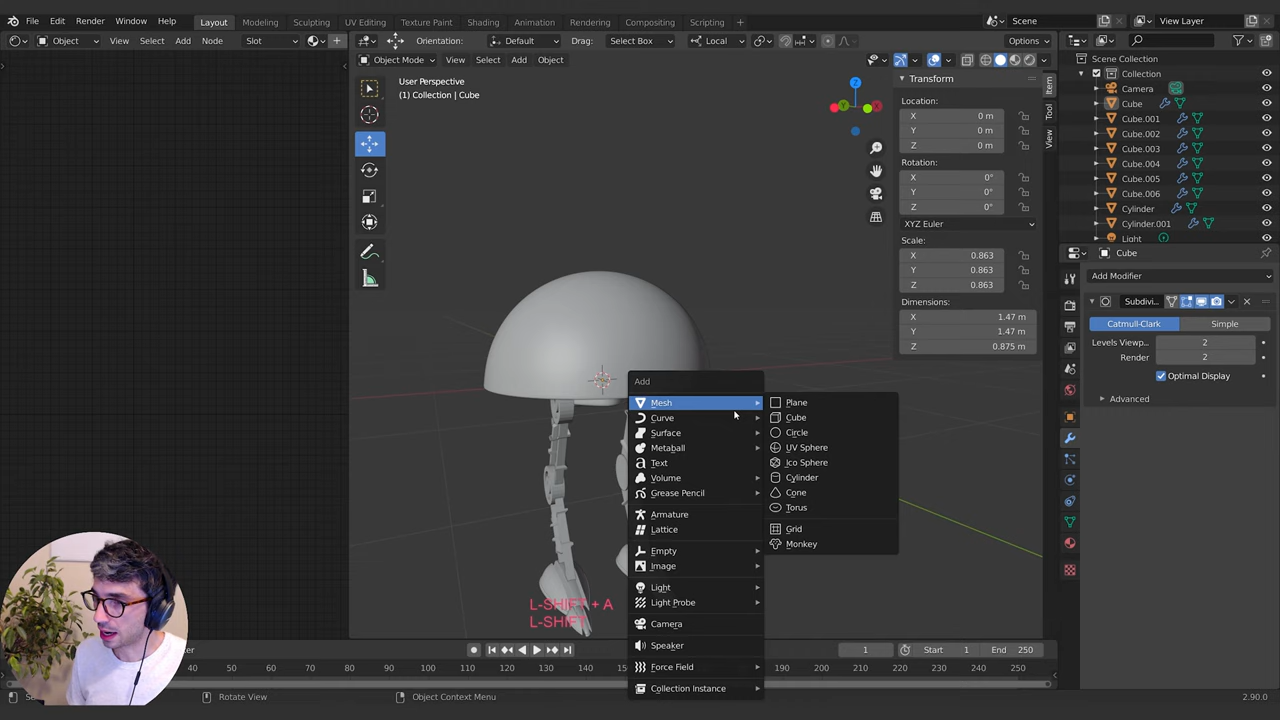 File Edit Render Window Help Layout Modeling Sculpting UV Editing Texture Paint Shading Animation Rendering Compositing Scripting + Scene View Layer
Object View Select Add Node Slot Orientation: Default Drag: Select Box Local Options
Object Mode View Select Add Object
User Perspective
(1) Collection | Cube
Z
Y
X
Transform
Location:
X 0 m
Y 0 m
Z 0 m
Rotation:
X 0°
Y 0°
Z 0°
XYZ Euler
Scale:
X 0.863
Y 0.863
Z 0.863
Dimensions:
X 1.47 m
Y 1.47 m
Z 0.875 m
Item
Tool
View
Scene Collection
Collection
Camera
Cube
Cube.001
Cube.002
Cube.003
Cube.004
Cube.005
Cube.006
Cylinder
Cylinder.001
Light
Cube
Add Modifier
Subdivi...
Catmull-Clark Simple
Levels Viewp... 2
Render 2
Optimal Display
Advanced
Add
Mesh
Curve
Surface
Metaball
Text
Volume
Grease Pencil
Armature
Lattice
Empty
Image
Light
Light Probe
Camera
Speaker
Force Field
Collection Instance
Plane
Cube
Circle
UV Sphere
Ico Sphere
Cylinder
Cone
Torus
Grid
Monkey
L-SHIFT + A
L-SHIFT
1 Start 1 End 250
40 60 80 100 120 140 180 190 200 210 220 230 240 250
Rotate View Object Context Menu 2.90.0